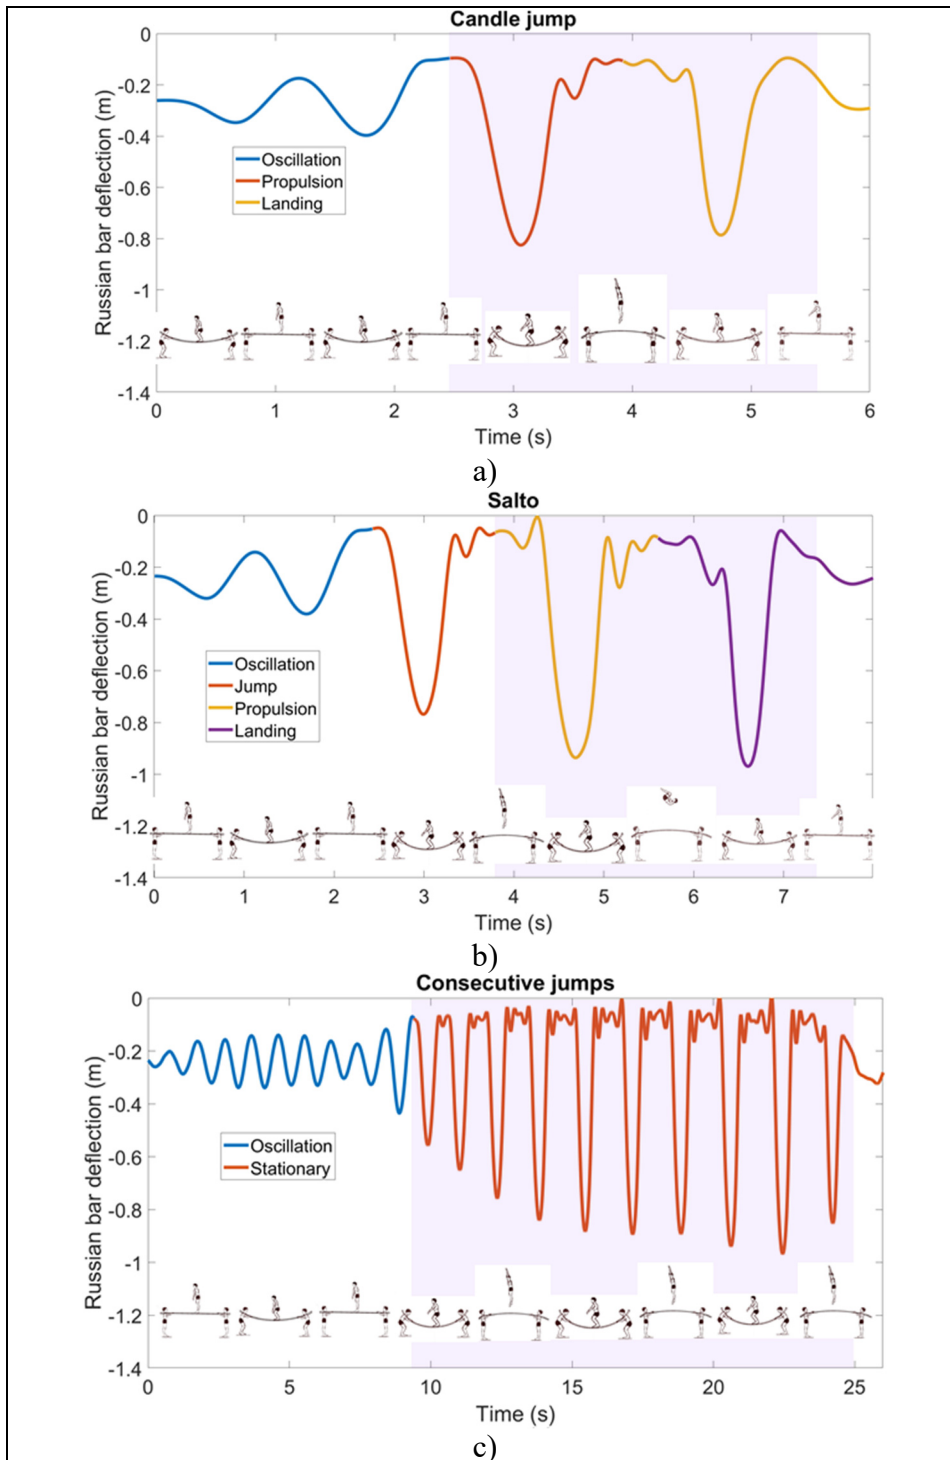 Candle jump
0
-0.2
-0.4
-0.6
-0.8
-1
-1.2
-1.4
Russian bar deflection (m)
Oscillation
Propulsion
Landing
0 1 2 3 4 5 6
Time (s)
a)
Salto
0
-0.2
-0.4
-0.6
-0.8
-1
-1.2
-1.4
Russian bar deflection (m)
Oscillation
Jump
Propulsion
Landing
0 1 2 3 4 5 6 7
Time (s)
b)
Consecutive jumps
0
-0.2
-0.4
-0.6
-0.8
-1
-1.2
-1.4
Russian bar deflection (m)
Oscillation
Stationary
0 5 10 15 20 25
Time (s)
c)